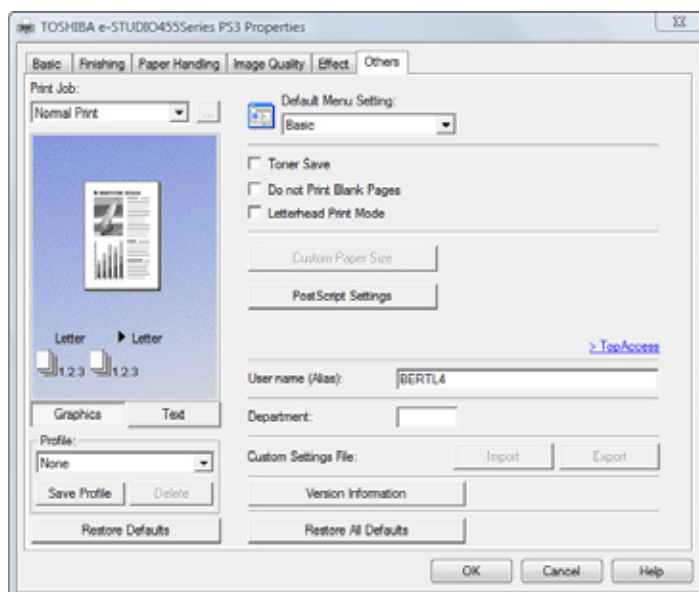 TOSHIBA e-STUDIO455Series PS3 Properties
Basic Finishing Paper Handling Image Quality Effect Others
Print Job:
Normal Print
...
Default Menu Setting:
Basic
Toner Save
Do not Print Blank Pages
Letterhead Print Mode
Custom Paper Size
PostScript Settings
Letter Letter
1.2.3 1.2.3
> TopAccess
User name (Alias): BERTL4
Graphics Text
Department:
Profile:
None
Custom Settings File: Import Export
Save Profile Delete
Version Information
Restore Defaults
Restore All Defaults
OK Cancel Help